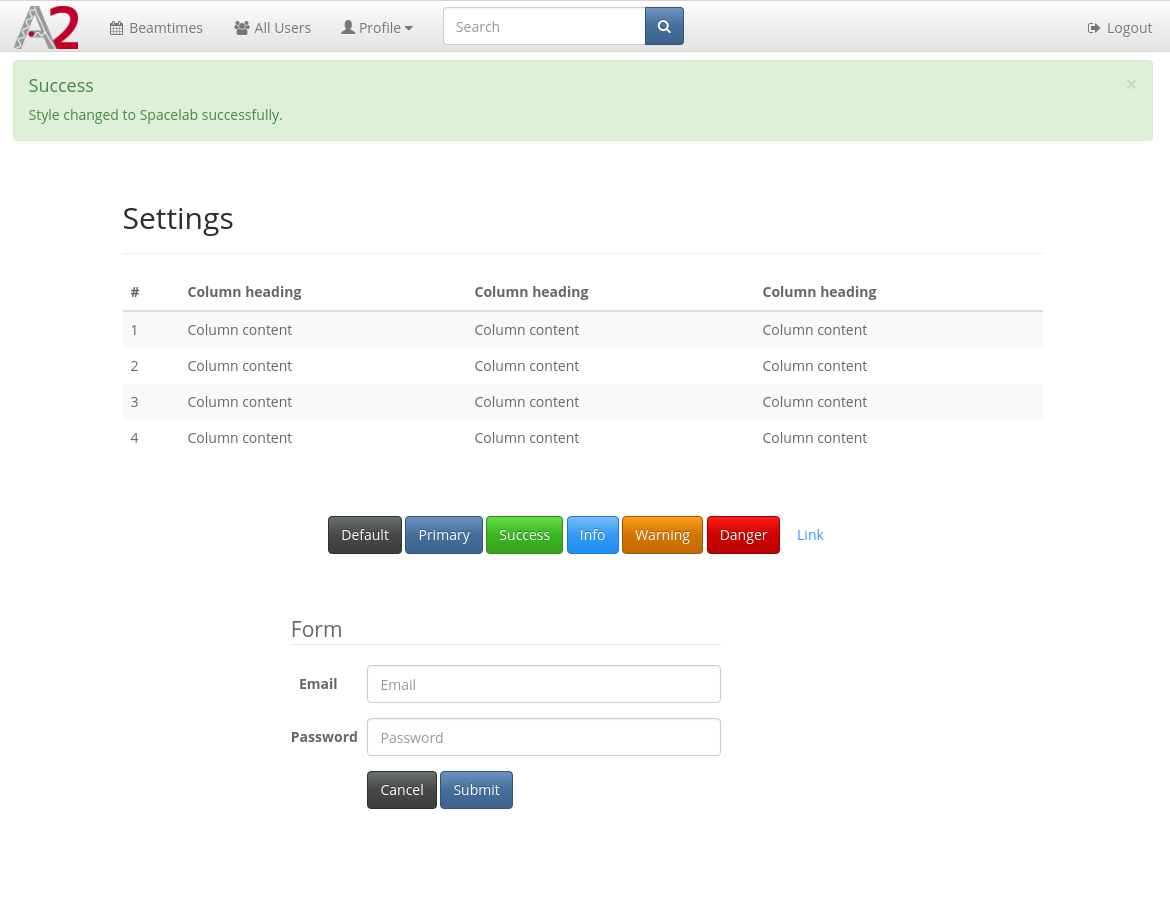 A2 Beamtimes All Users Profile Search Logout
Success ×
Style changed to Spacelab successfully.
Settings
# Column heading Column heading Column heading
1 Column content Column content Column content
2 Column content Column content Column content
3 Column content Column content Column content
4 Column content Column content Column content
Default Primary Success Info Warning Danger Link
Form
Email Email
Password Password
Cancel Submit